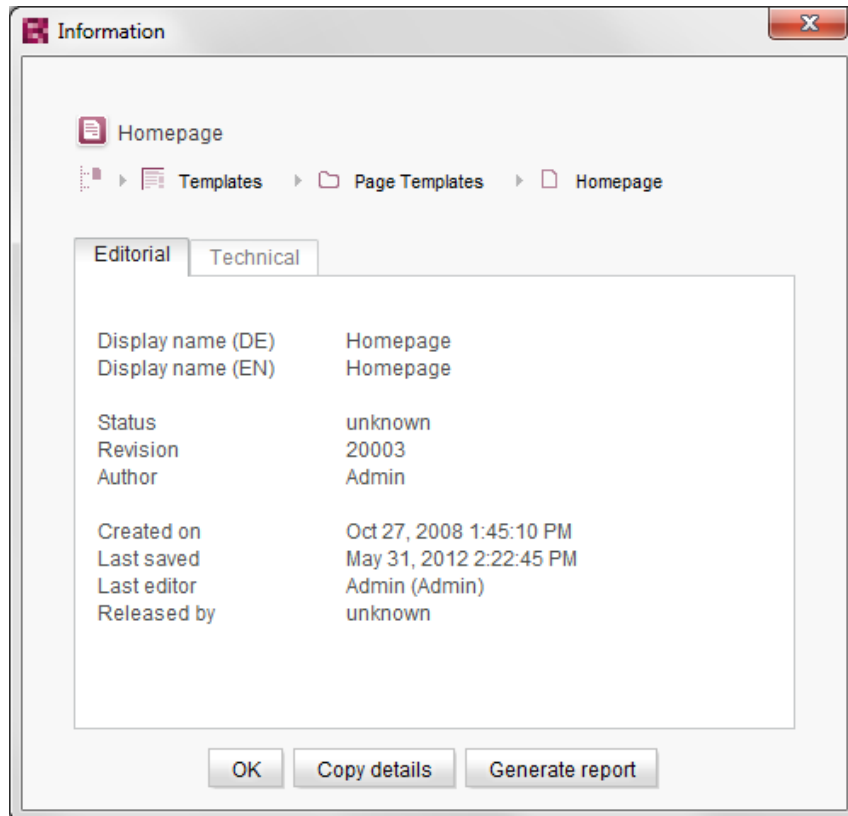 Information
Homepage
Templates Page Templates Homepage
Editorial Technical
Display name (DE) Homepage
Display name (EN) Homepage
Status unknown
Revision 20003
Author Admin
Created on Oct 27, 2008 1:45:10 PM
Last saved May 31, 2012 2:22:45 PM
Last editor Admin (Admin)
Released by unknown
OK Copy details Generate report